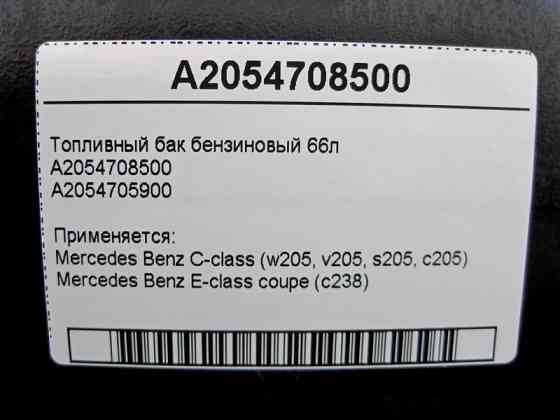 A2054708500
Топливный бак бензиновый 66л
A2054708500
A2054705900
Применяется:
Mercedes Benz C-class (w205, v205, s205, c205)
Mercedes Benz E-class coupe (c238)